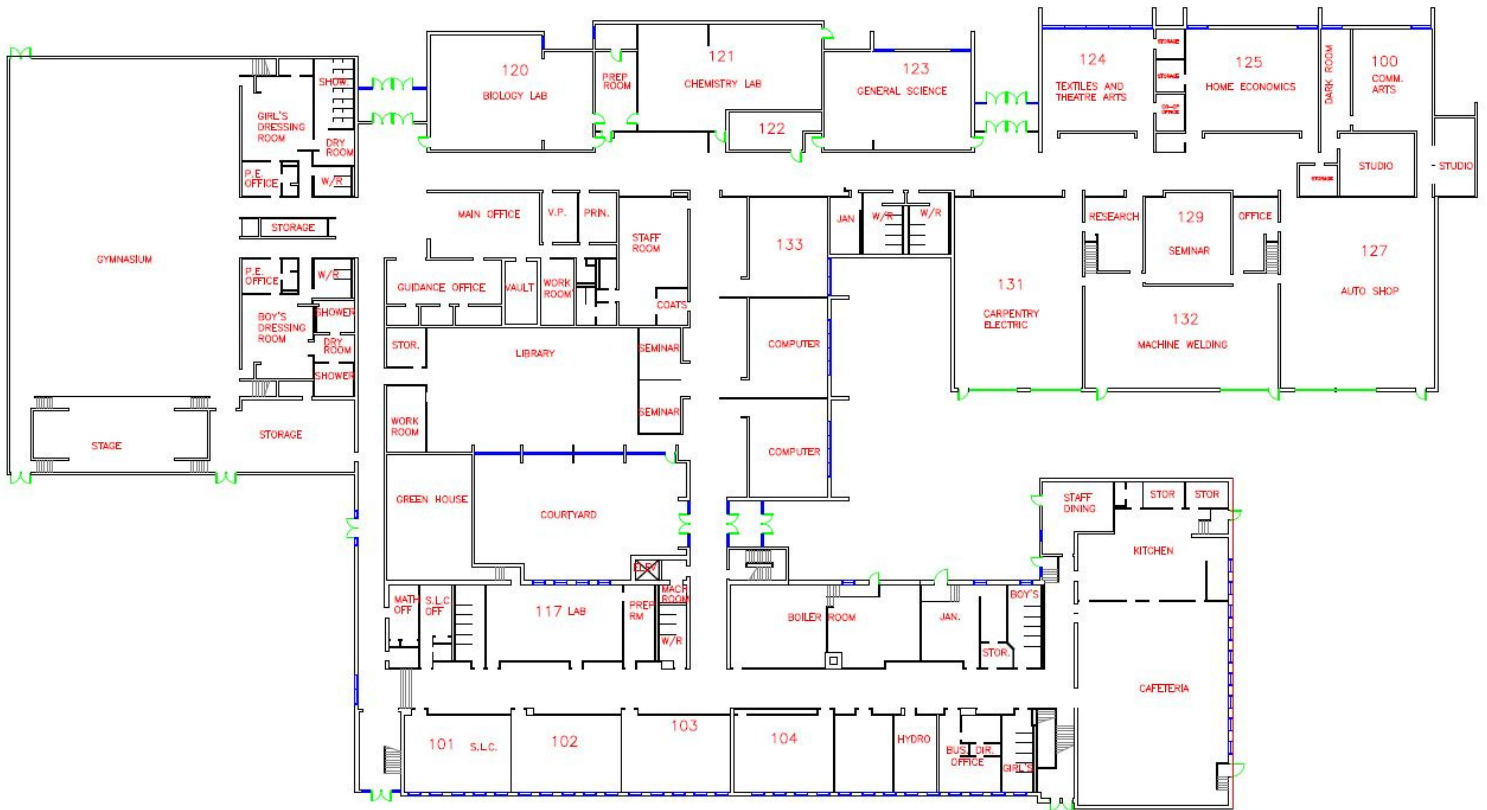 120
BIOLOGY LAB
PREP
ROOM
121
CHEMISTRY LAB
122
123
GENERAL SCIENCE
124
TEXTILES AND
THEATRE ARTS
STORAGE
STORAGE
CO-OP
OFFICE
125
HOME ECONOMICS
DARK ROOM
100
COMM.
ARTS
STUDIO
STUDIO
STORAGE
SHOW.
GIRL'S
DRESSING
ROOM
DRY
ROOM
P.E.
OFFICE
W/R
STORAGE
GYMNASIUM
P.E.
OFFICE
W/R
BOY'S
DRESSING
ROOM
SHOWER
DRY
ROOM
SHOWER
STAGE
STORAGE
MAIN OFFICE
V.P.
PRIN.
STAFF
ROOM
GUIDANCE OFFICE
VAULT
WORK
ROOM
COATS
133
JAN
W/R
W/R
RESEARCH
129
SEMINAR
OFFICE
127
AUTO SHOP
131
CARPENTRY
ELECTRIC
132
MACHINE WELDING
STOR.
LIBRARY
SEMINAR
SEMINAR
COMPUTER
COMPUTER
WORK
ROOM
GREEN HOUSE
COURTYARD
ELEV
STAFF
DINING
STOR
STOR
KITCHEN
MATH
OFF
S.L.C
OFF
117 LAB
PREP
RM
MACH
ROOM
W/R
BOILER ROOM
JAN.
STOR.
BOY'S
CAFETERIA
101 S.L.C.
102
103
104
HYDRO
BUS. DIR.
OFFICE
GIRL'S